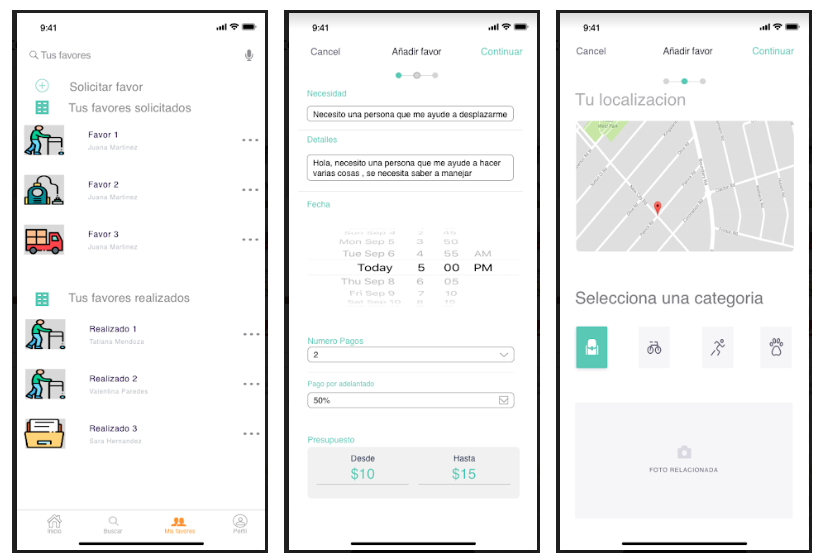 9:41
Tus favores
Solicitar favor
Tus favores solicitados
Favor 1
Juana Martinez
Favor 2
Juana Martinez
Favor 3
Juana Martinez
Tus favores realizados
Realizado 1
Tatiana Mendoza
Realizado 2
Valentina Paredes
Realizado 3
Sara Hernandez
Inicio
Buscar
Mis favores
Perfil
9:41
Cancel Añadir favor Continuar
Necesidad
Necesito una persona que me ayude a desplazarme
Detalles
Hola, necesito una persona que me ayude a hacer
varias cosas , se necesita saber a manejar
Fecha
Sun Sep 4 2 45
Mon Sep 5 3 50
Tue Sep 6 4 55 AM
Today 5 00 PM
Thu Sep 8 6 05
Fri Sep 9 7 10
Sat Sep 10 8 15
Numero Pagos
2
Pago por adelantado
50%
Presupuesto
Desde Hasta
$10 $15
9:41
Cancel Añadir favor Continuar
Tu localizacion
Selecciona una categoria
FOTO RELACIONADA